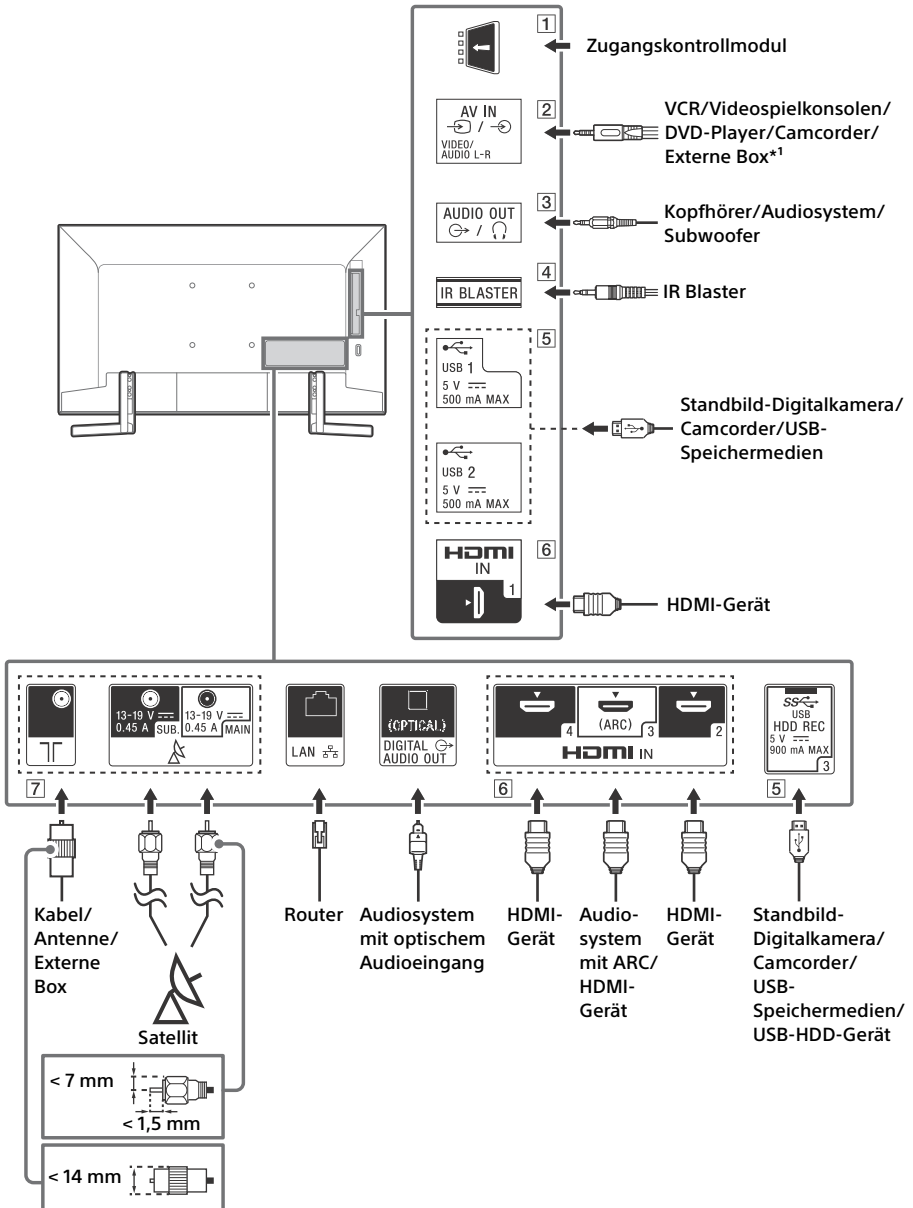 1
Zugangskontrollmodul
AV IN
/
VIDEO/
AUDIO L-R
2
VCR/Videospielkonsolen/
DVD-Player/Camcorder/
Externe Box*1
AUDIO OUT
/
3
Kopfhörer/Audiosystem/
Subwoofer
IR BLASTER
4
IR Blaster
5
USB 1
5 V
500 mA MAX
USB 2
5 V
500 mA MAX
Standbild-Digitalkamera/
Camcorder/USB-
Speichermedien
6
HDMI
IN
1
HDMI-Gerät
7
13-19 V
0.45 A SUB.
13-19 V
0.45 A MAIN
LAN
(OPTICAL)
DIGITAL
AUDIO OUT
6
4
(ARC) 3
2
HDMI IN
5
SS
USB
HDD REC
5 V
900 mA MAX
3
Kabel/
Antenne/
Externe
Box
Satellit
Router
Audiosystem
mit optischem
Audioeingang
HDMI-
Gerät
Audio-
system
mit ARC/
HDMI-
Gerät
HDMI-
Gerät
Standbild-
Digitalkamera/
Camcorder/
USB-
Speichermedien/
USB-HDD-Gerät
< 7 mm
< 1,5 mm
< 14 mm